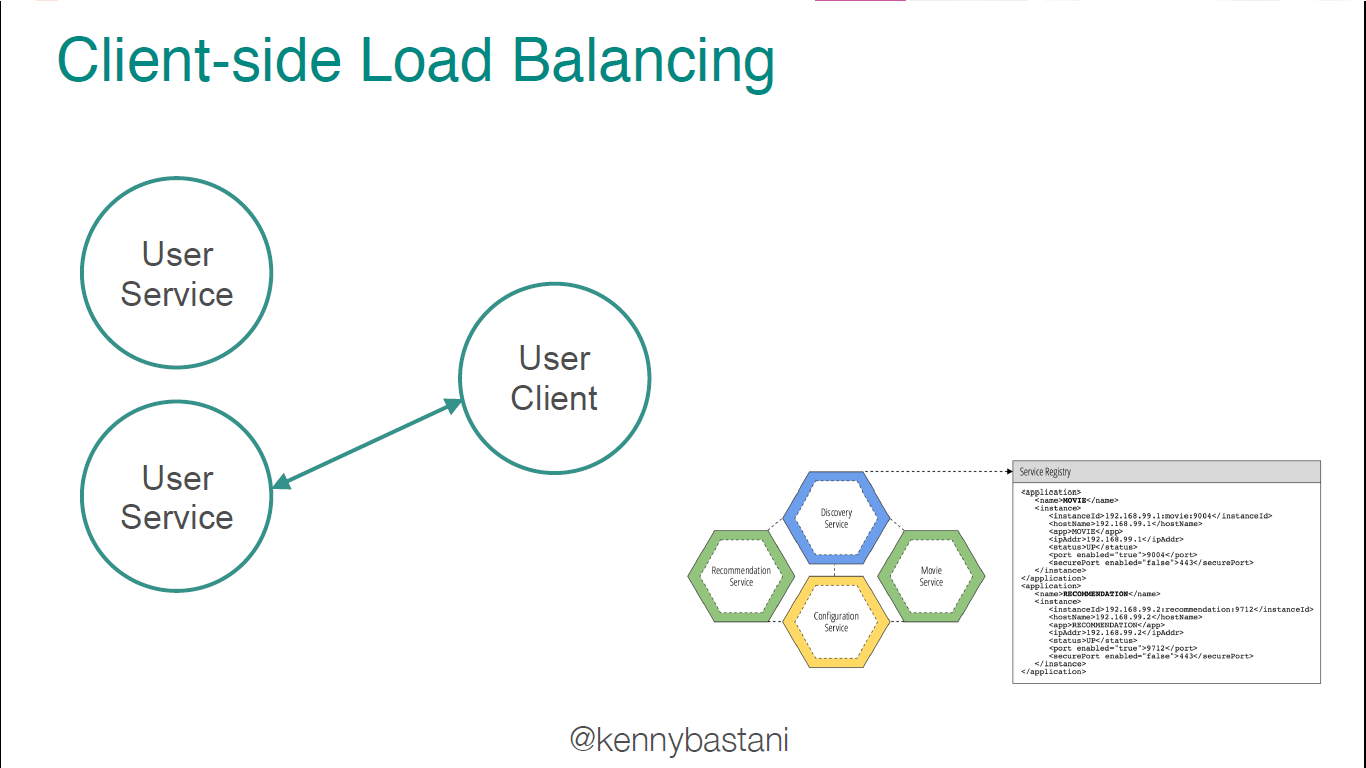 Client-side Load Balancing
User
Service
User
Client
User
Service
Discovery
Service
Recommendation
Service
Movie
Service
Configuration
Service
Service Registry
<application>
<name>MOVIE</name>
<instance>
<instanceId>192.168.99.1:movie:9004</instanceId>
<hostName>192.168.99.1</hostName>
<app>MOVIE</app>
<ipAddr>192.168.99.1</ipAddr>
<status>UP</status>
<port enabled="true">9004</port>
<securePort enabled="false">443</securePort>
</instance>
</application>
<application>
<name>RECOMMENDATION</name>
<instance>
<instanceId>192.168.99.2:recommendation:9712</instanceId>
<hostName>192.168.99.2</hostName>
<app>RECOMMENDATION</app>
<ipAddr>192.168.99.2</ipAddr>
<status>UP</status>
<port enabled="true">9712</port>
<securePort enabled="false">443</securePort>
</instance>
</application>
@kennybastani